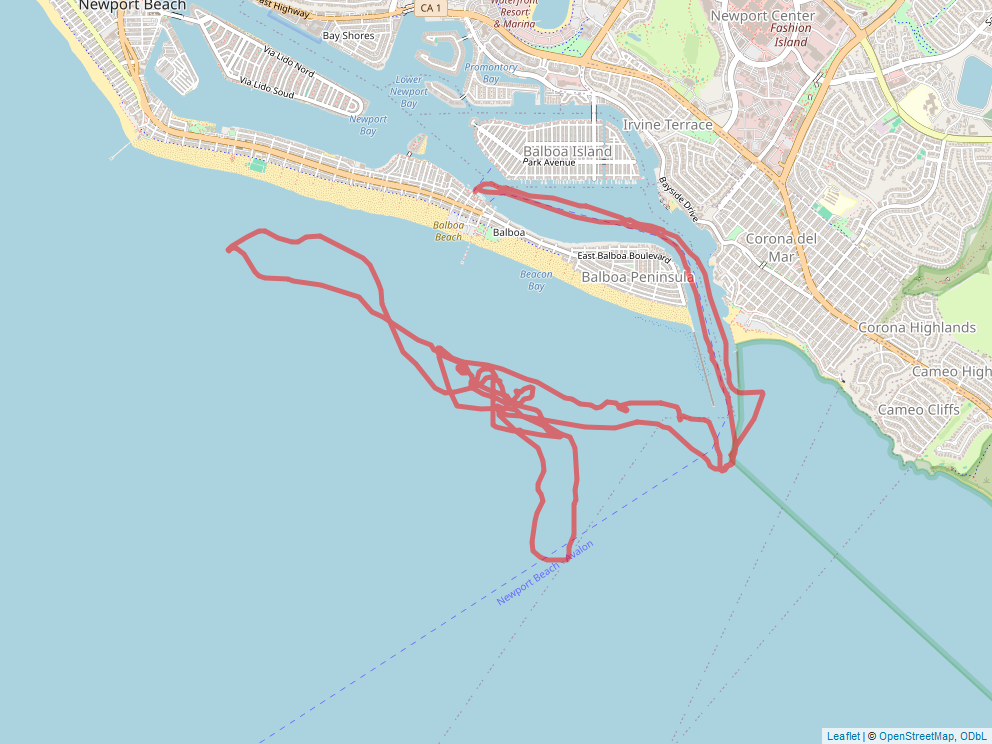 Newport Beach
East Highway
CA 1
Waterfront
Resort
& Marina
Newport Center
Fashion
Island
Bay Shores
Via Lido Nord
Via Lido Soud
Promontory
Bay
Lower
Newport
Bay
Newport
Bay
Irvine Terrace
Balboa Island
Park Avenue
Bayside Drive
Balboa
Beach
Balboa
East Balboa Boulevard
Beacon
Bay
Balboa Peninsula
Corona del
Mar
Corona Highlands
Cameo High
Cameo Cliffs
Newport Beach - Avalon
Leaflet | © OpenStreetMap, ODbL